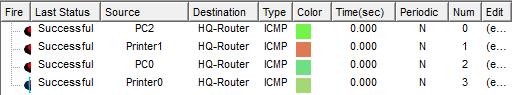 Fire Last Status Source Destination Type Color Time(sec) Periodic Num Edit
Successful PC2 HQ-Router ICMP 0.000 N 0 (e...
Successful Printer1 HQ-Router ICMP 0.000 N 1 (e...
Successful PC0 HQ-Router ICMP 0.000 N 2 (e...
Successful Printer0 HQ-Router ICMP 0.000 N 3 (e...